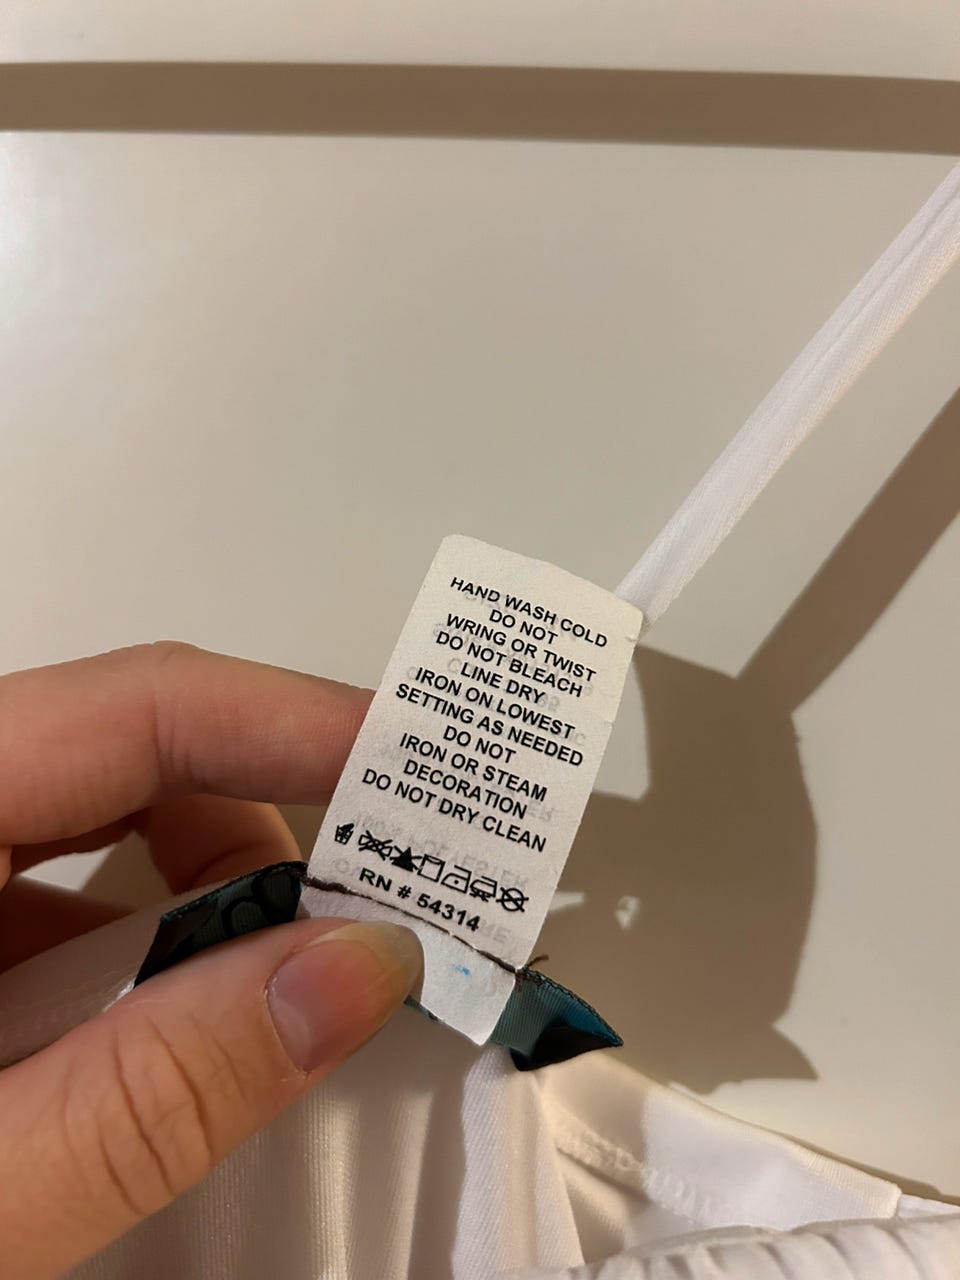 HAND WASH COLD
DO NOT
WRING OR TWIST
DO NOT BLEACH
LINE DRY
IRON ON LOWEST
SETTING AS NEEDED
DO NOT
IRON OR STEAM
DECORATION
DO NOT DRY CLEAN
RN # 54314